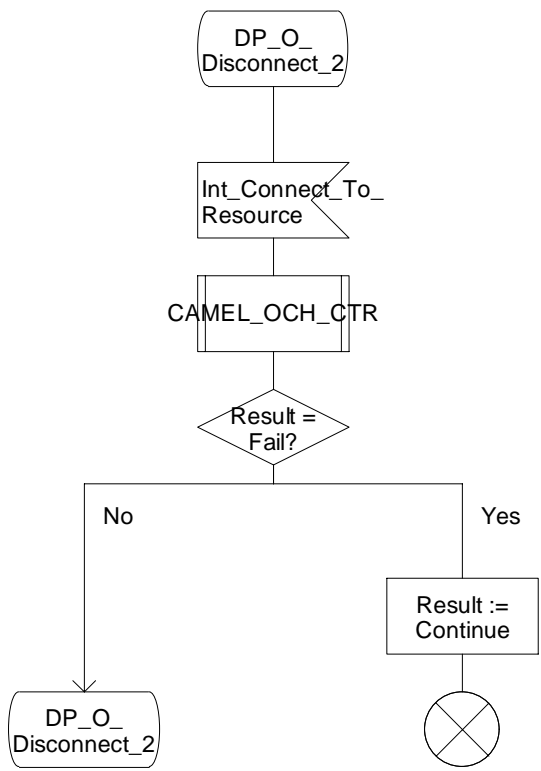 DP_O_
Disconnect_2
Int_Connect_To_
Resource
CAMEL_OCH_CTR
Result =
Fail?
No
Yes
Result :=
Continue
DP_O_
Disconnect_2